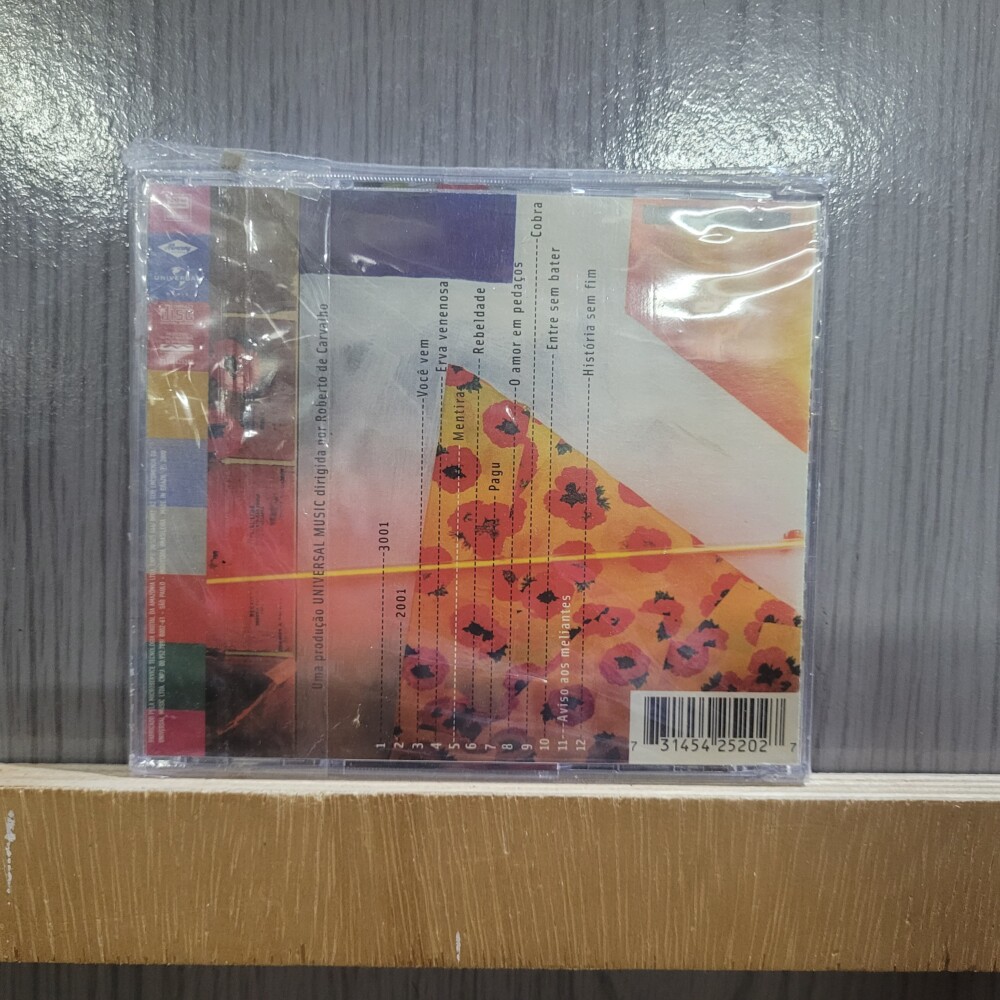 UNIVERSAL
Uma produção UNIVERSAL MUSIC dirigida por Roberto de Carvalho
1 3001
2 2001
3 Você vem
4 Erva venenosa
5 Mentiras
6 Rebeldade
7 Pagu
8 O amor em pedaços
9 Cobra
10 Entre sem bater
11 Aviso aos meliantes
12 História sem fim
7 31454 25202 7